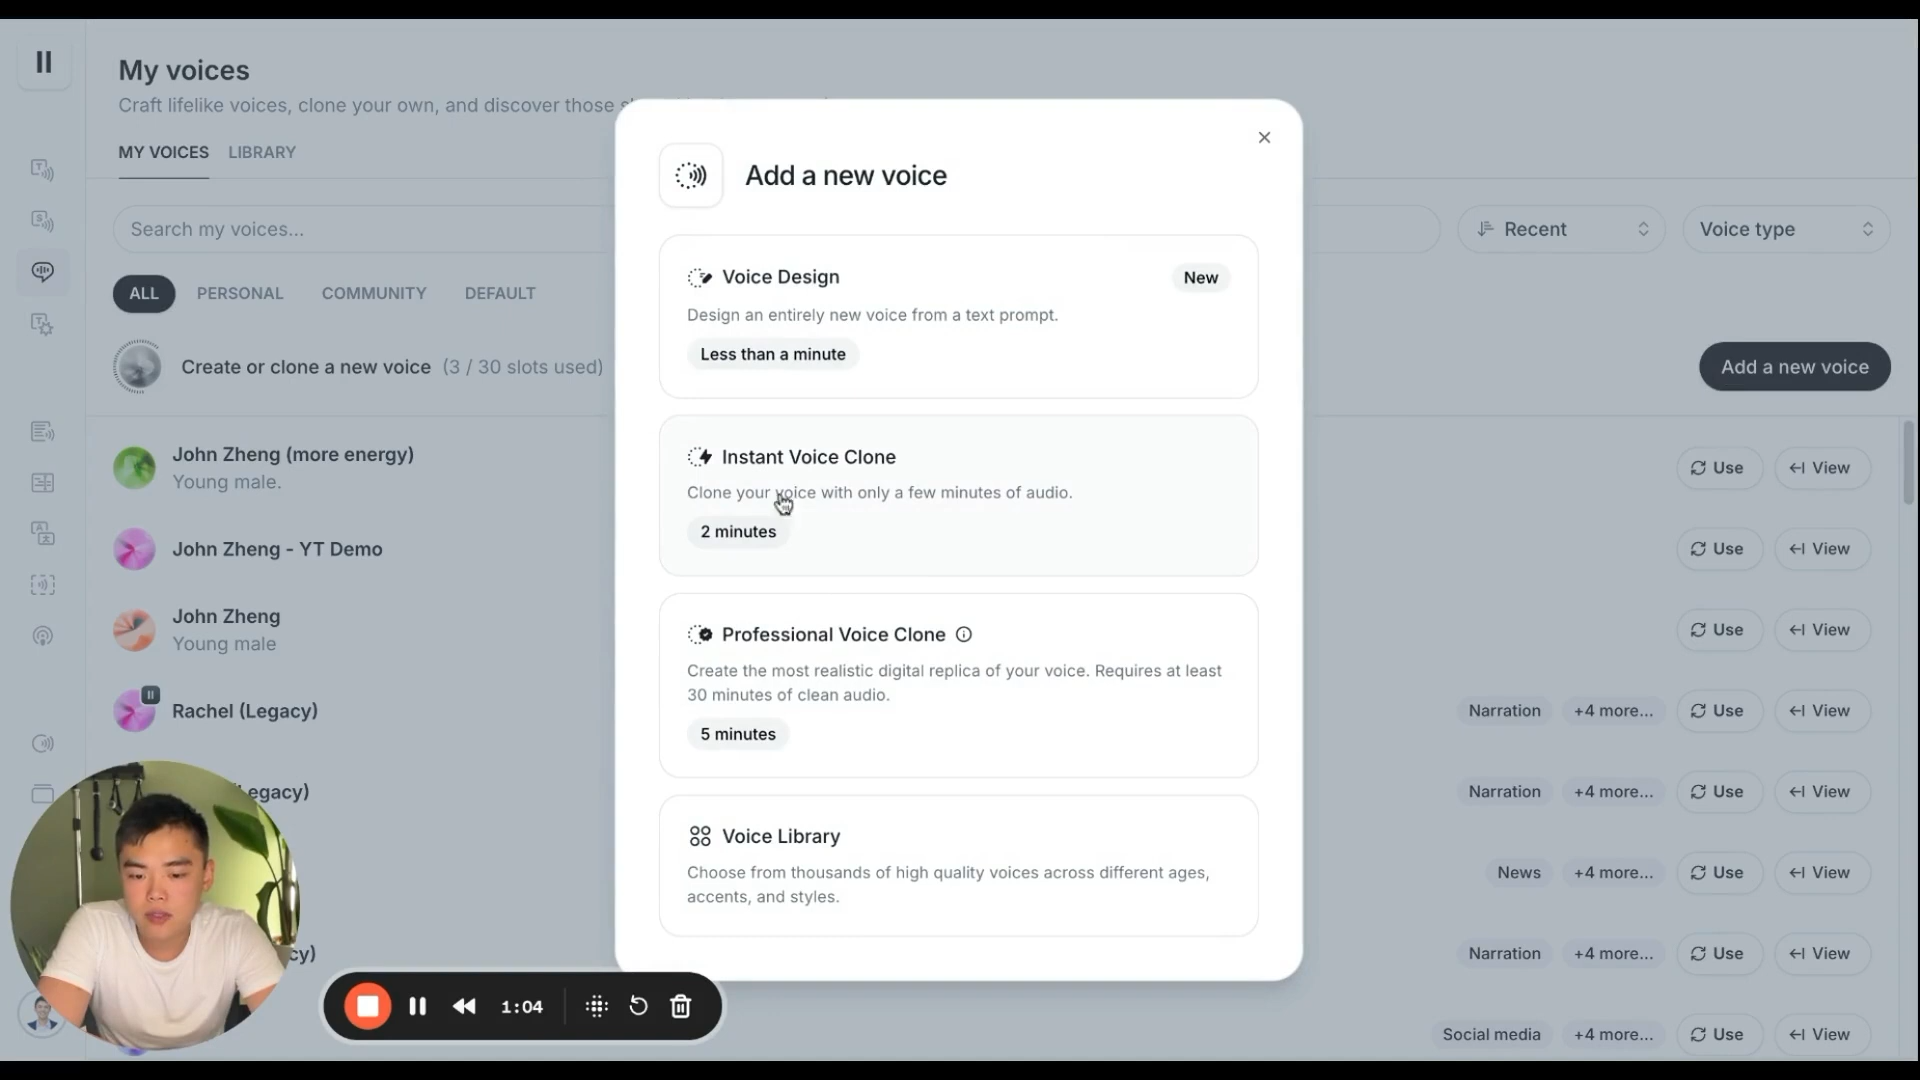 My voices
Craft lifelike voices, clone your own, and discover those
MY VOICES LIBRARY
Search my voices...
Recent
Voice type
ALL PERSONAL COMMUNITY DEFAULT
Create or clone a new voice (3 / 30 slots used)
Add a new voice
John Zheng (more energy)
Young male.
Use View
John Zheng - YT Demo
Use View
John Zheng
Young male
Use View
Rachel (Legacy)
Narration +4 more... Use View
Narration +4 more... Use View
News +4 more... Use View
Narration +4 more... Use View
Social media +4 more... Use View
Add a new voice
Voice Design
New
Design an entirely new voice from a text prompt.
Less than a minute
Instant Voice Clone
Clone your voice with only a few minutes of audio.
2 minutes
Professional Voice Clone
Create the most realistic digital replica of your voice. Requires at least
30 minutes of clean audio.
5 minutes
Voice Library
Choose from thousands of high quality voices across different ages,
accents, and styles.
1:04